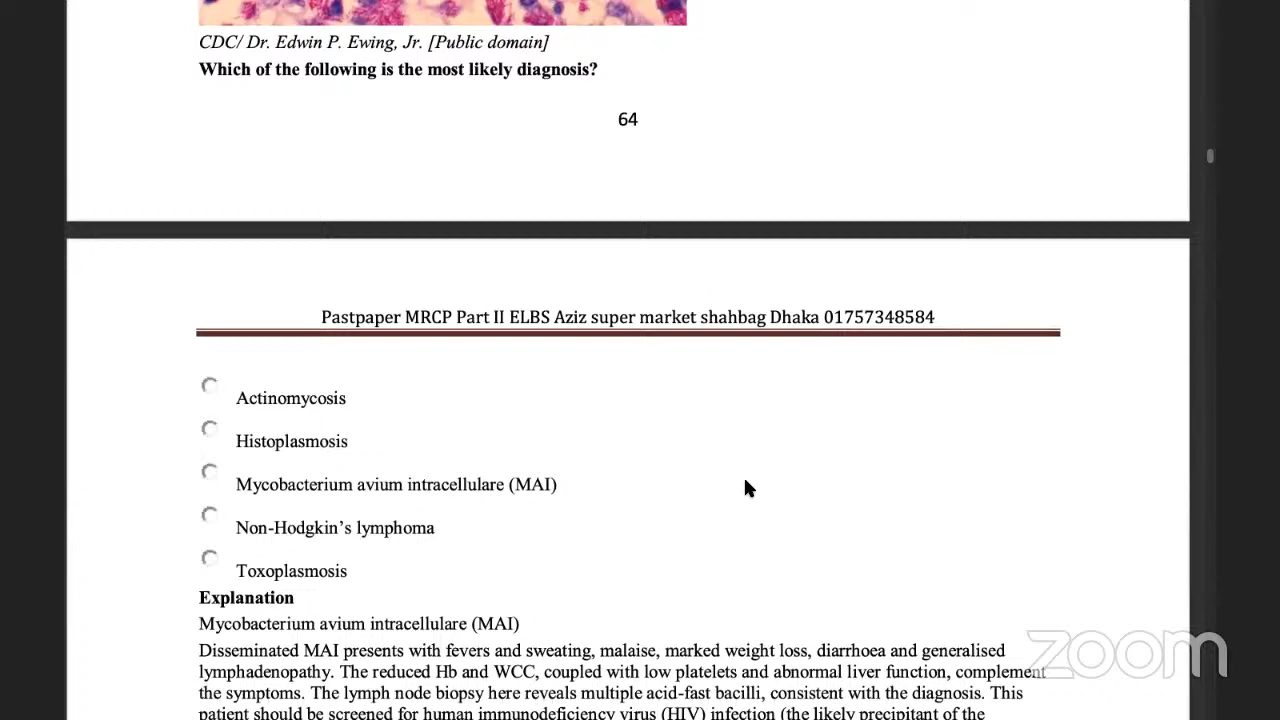 CDC/ Dr. Edwin P. Ewing, Jr. [Public domain]
Which of the following is the most likely diagnosis?
64
Pastpaper MRCP Part II ELBS Aziz super market shahbag Dhaka 01757348584
Actinomycosis
Histoplasmosis
Mycobacterium avium intracellulare (MAI)
Non-Hodgkin’s lymphoma
Toxoplasmosis
Explanation
Mycobacterium avium intracellulare (MAI)
Disseminated MAI presents with fevers and sweating, malaise, marked weight loss, diarrhoea and generalised
lymphadenopathy. The reduced Hb and WCC, coupled with low platelets and abnormal liver function, complement
the symptoms. The lymph node biopsy here reveals multiple acid-fast bacilli, consistent with the diagnosis. This
patient should be screened for human immunodeficiency virus (HIV) infection (the likely precipitant of the
zoom